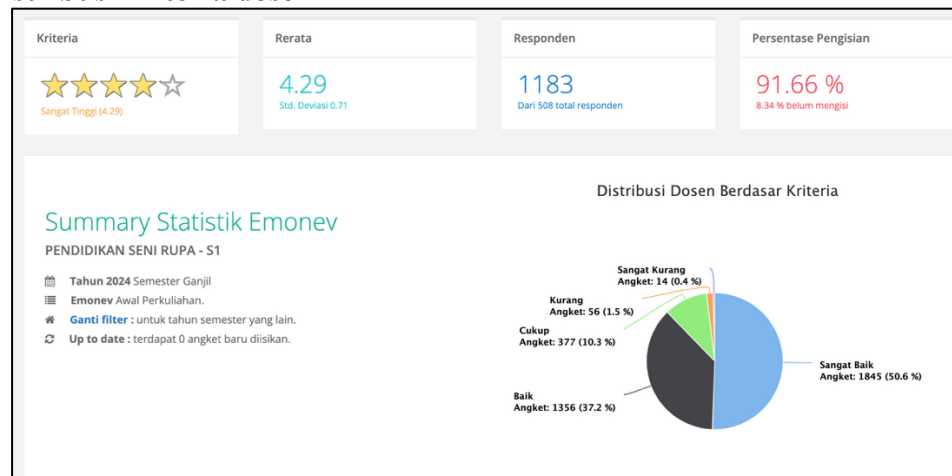 Kriteria
Rerata
Responden
Persentase Pengisian
Sangat Tinggi (4.29)
4.29
Std. Deviasi 0.71
1183
Dari 508 total responden
91.66 %
8.34 % belum mengisi
Summary Statistik Emonev
PENDIDIKAN SENI RUPA - S1
Tahun 2024 Semester Ganjil
Emonev Awal Perkuliahan.
Ganti filter : untuk tahun semester yang lain.
Up to date : terdapat 0 angket baru diisikan.
Distribusi Dosen Berdasar Kriteria
Sangat Kurang
Angket: 14 (0.4 %)
Kurang
Angket: 56 (1.5 %)
Cukup
Angket: 377 (10.3 %)
Baik
Angket: 1356 (37.2 %)
Sangat Baik
Angket: 1845 (50.6 %)